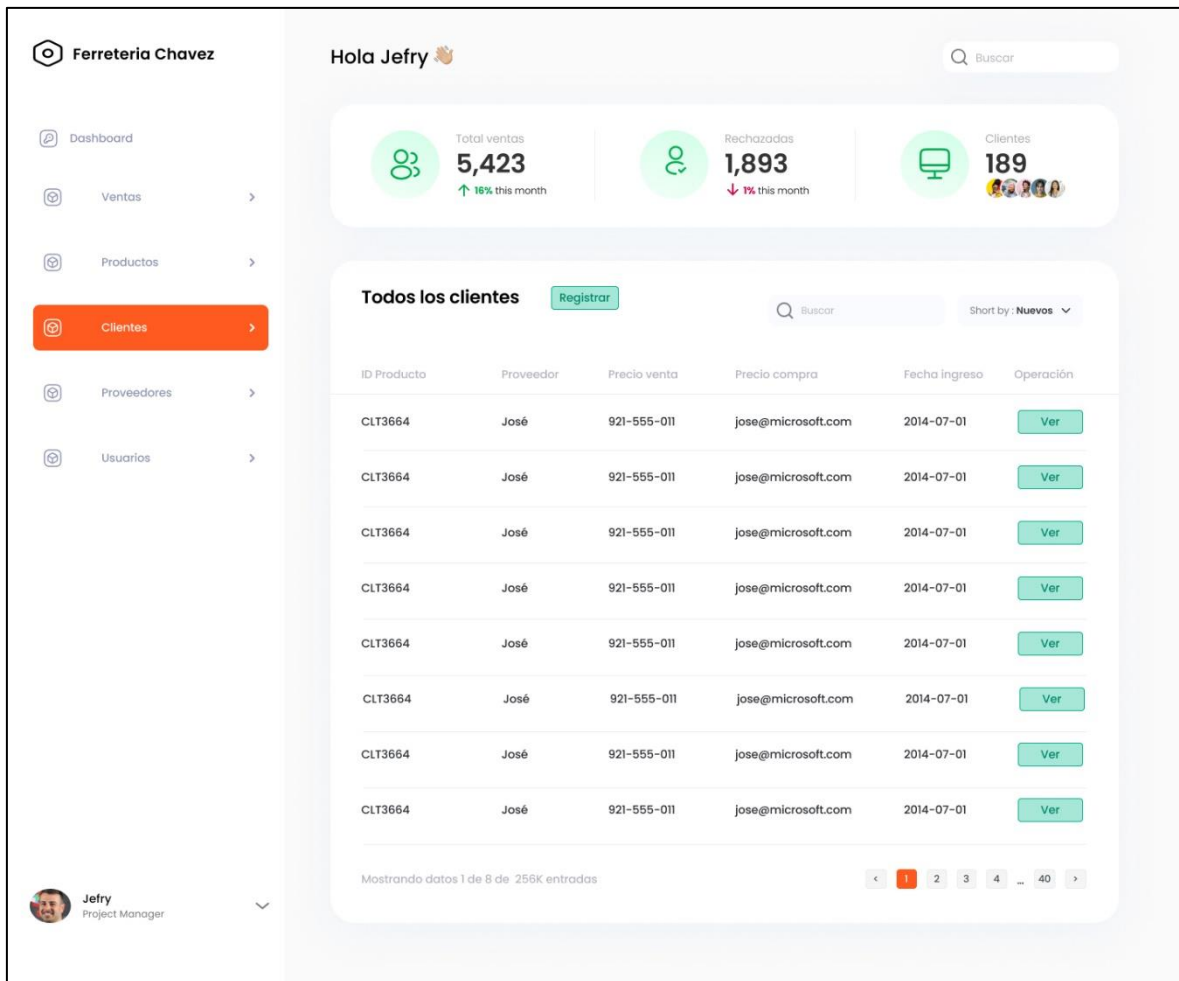 Ferreteria Chavez
Dashboard
Ventas
Productos
Clientes
Proveedores
Usuarios
Jefry
Project Manager
Hola Jefry 👋🏼
Buscar
Total ventas
5,423
16% this month
Rechazadas
1,893
1% this month
Clientes
189
Todos los clientes
Registrar
Buscar
Short by : Nuevos
ID Producto Proveedor Precio venta Precio compra Fecha ingreso Operación
CLT3664 José 921-555-011 jose@microsoft.com 2014-07-01 Ver
CLT3664 José 921-555-011 jose@microsoft.com 2014-07-01 Ver
CLT3664 José 921-555-011 jose@microsoft.com 2014-07-01 Ver
CLT3664 José 921-555-011 jose@microsoft.com 2014-07-01 Ver
CLT3664 José 921-555-011 jose@microsoft.com 2014-07-01 Ver
CLT3664 José 921-555-011 jose@microsoft.com 2014-07-01 Ver
CLT3664 José 921-555-011 jose@microsoft.com 2014-07-01 Ver
CLT3664 José 921-555-011 jose@microsoft.com 2014-07-01 Ver
Mostrando datos 1 de 8 de 256K entradas
< 1 2 3 4 ... 40 >